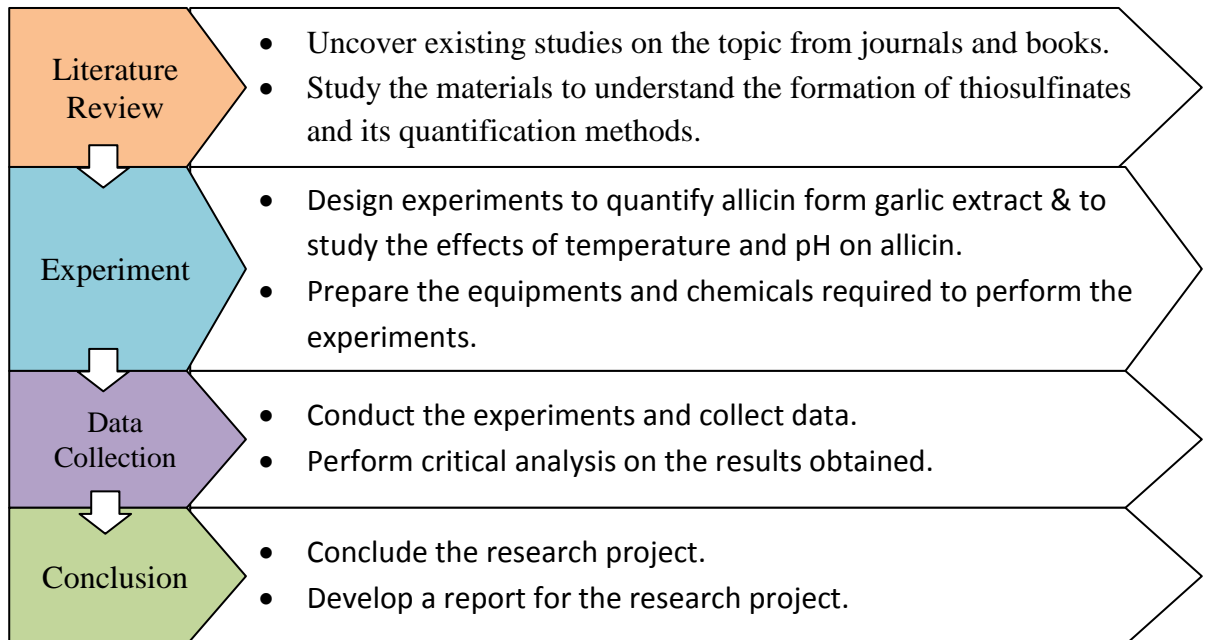 Literature
Review
• Uncover existing studies on the topic from journals and books.
• Study the materials to understand the formation of thiosulfinates
and its quantification methods.
Experiment
• Design experiments to quantify allicin form garlic extract & to
study the effects of temperature and pH on allicin.
• Prepare the equipments and chemicals required to perform the
experiments.
Data
Collection
• Conduct the experiments and collect data.
• Perform critical analysis on the results obtained.
Conclusion
• Conclude the research project.
• Develop a report for the research project.